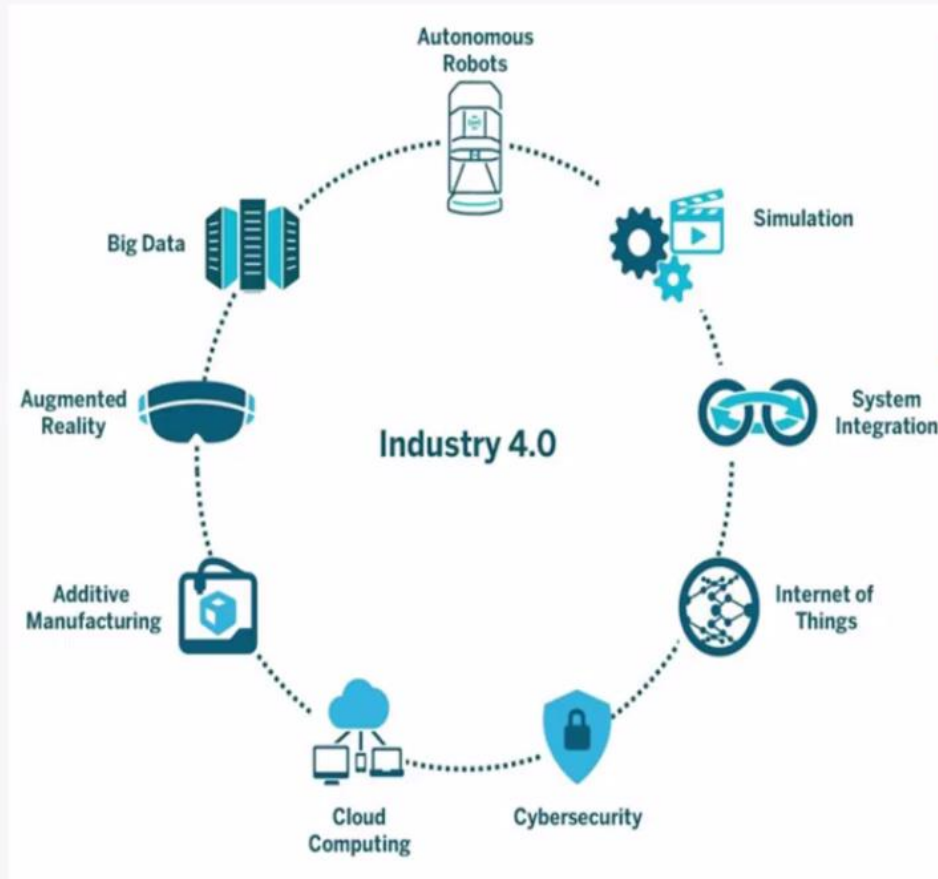 Autonomous
Robots
Simulation
Big Data
System
Integration
Augmented
Reality
Industry 4.0
Internet of
Things
Additive
Manufacturing
Cybersecurity
Cloud
Computing